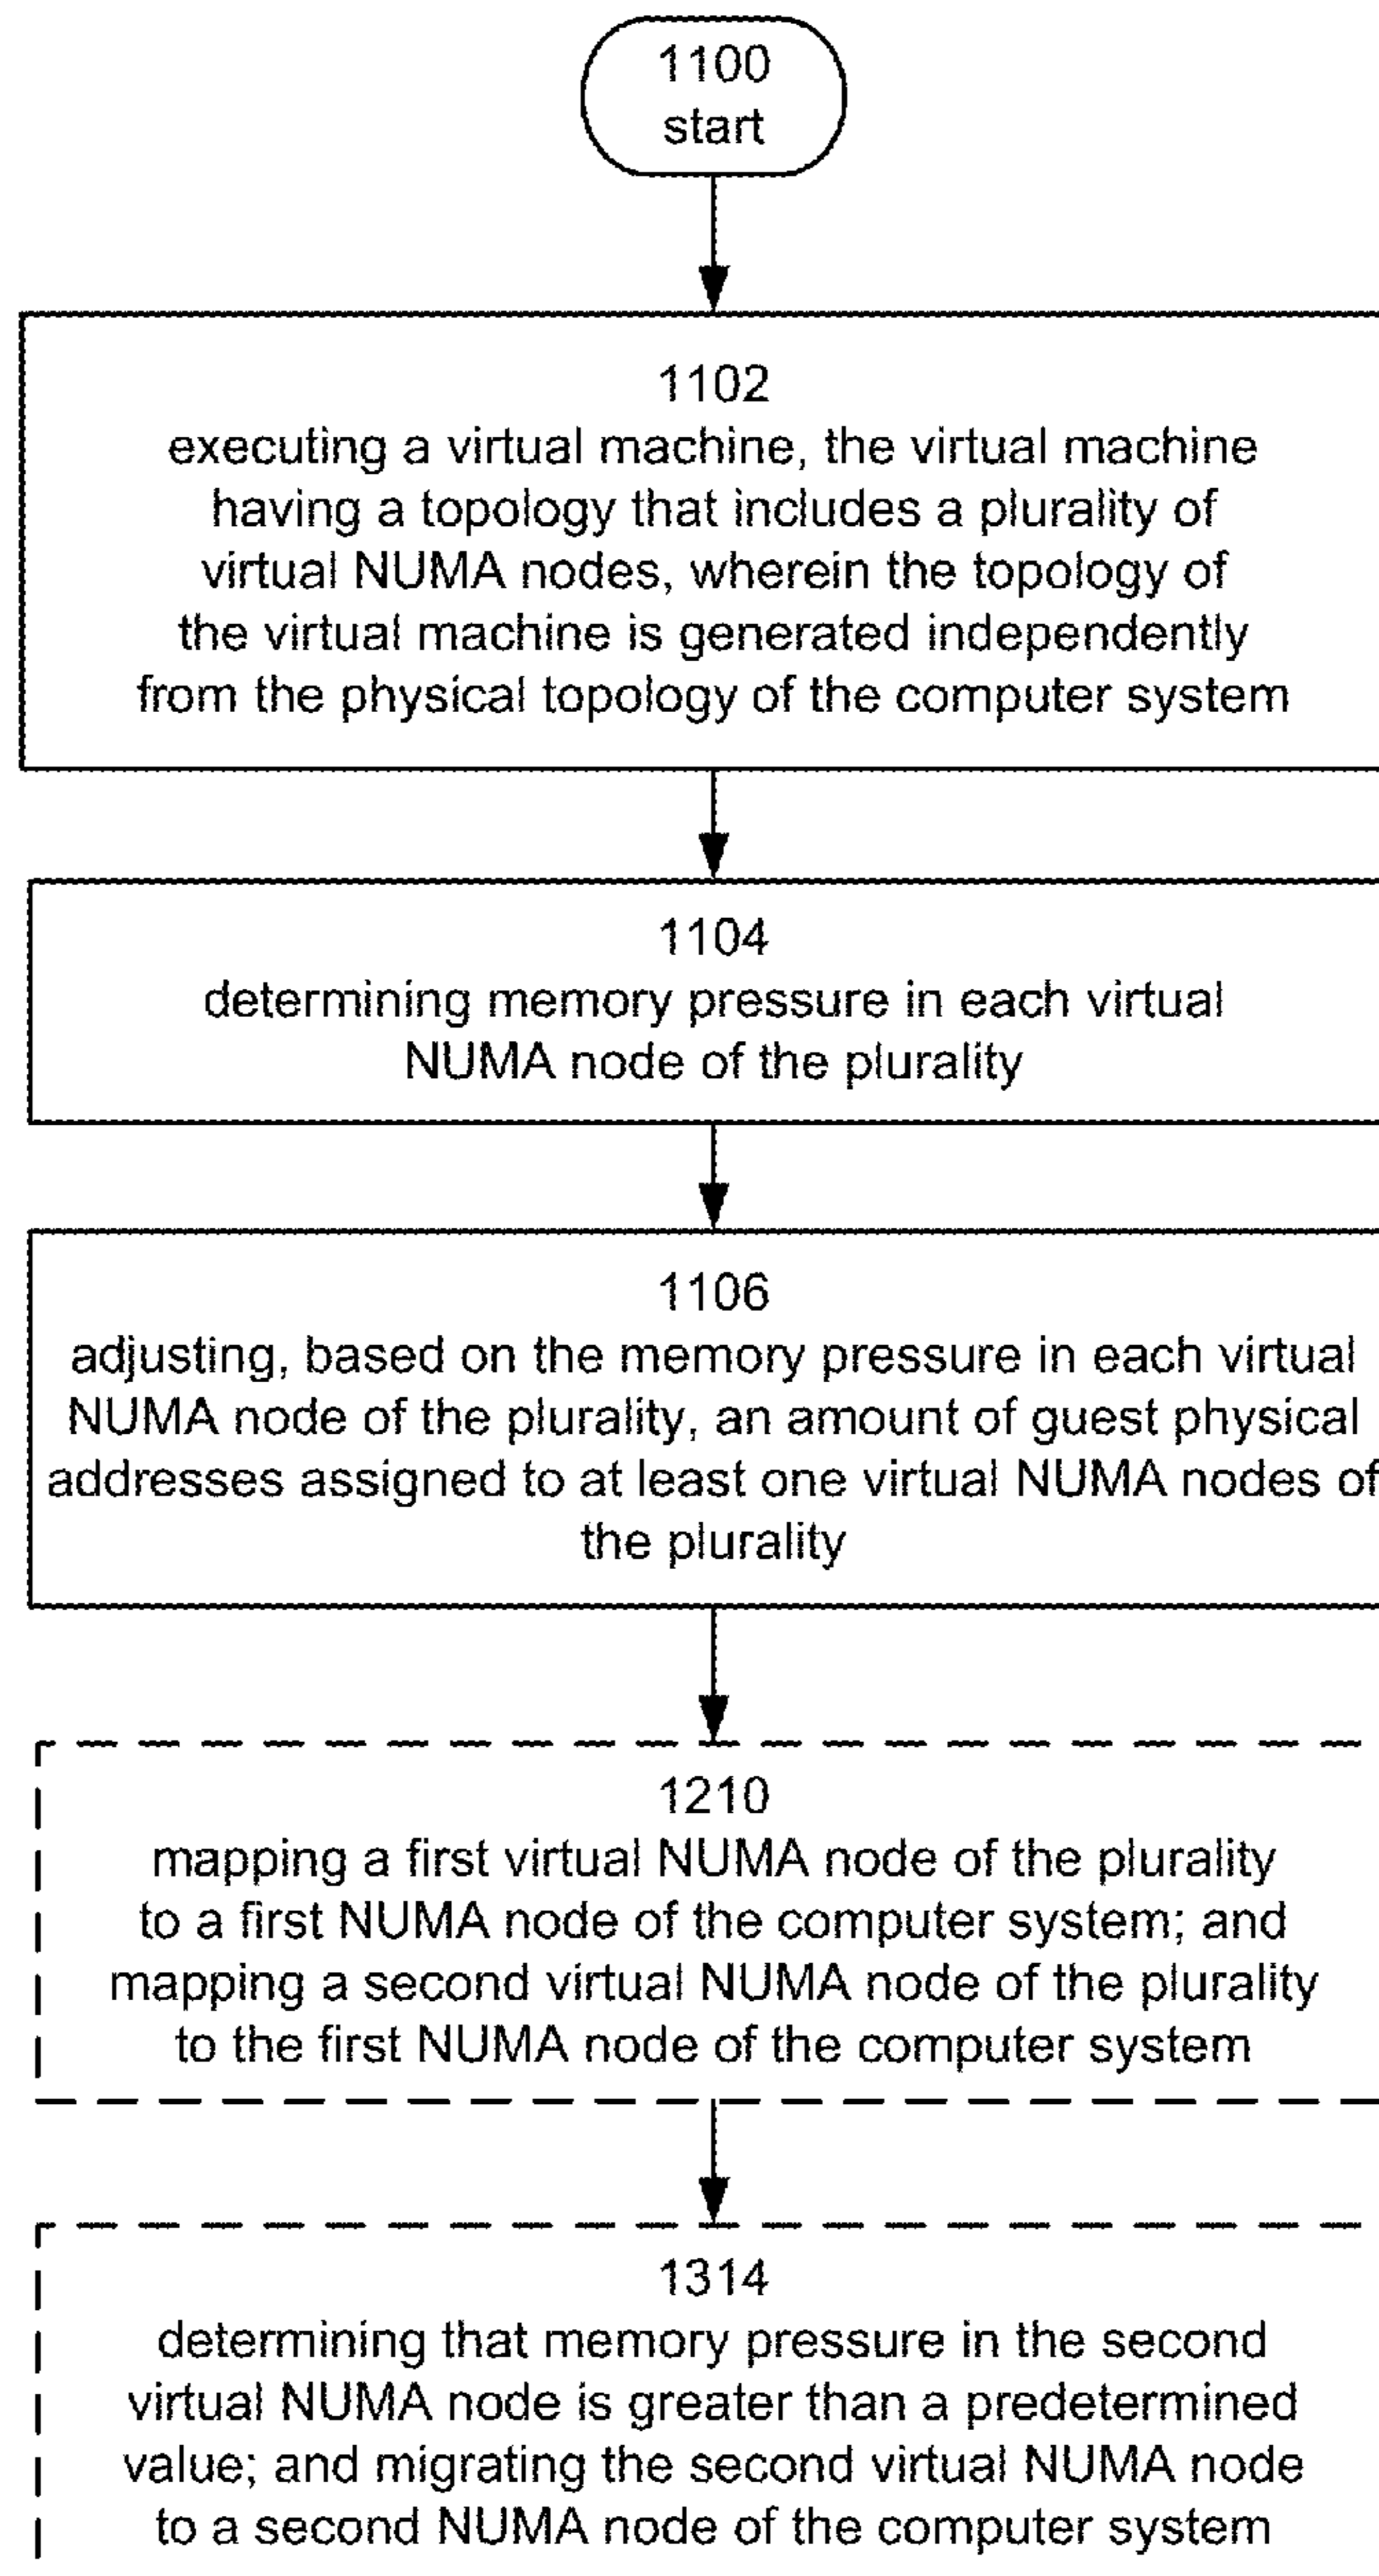 1100
start
1102
executing a virtual machine, the virtual machine
having a topology that includes a plurality of
virtual NUMA nodes, wherein the topology of
the virtual machine is generated independently
from the physical topology of the computer system
1104
determining memory pressure in each virtual
NUMA node of the plurality
1106
adjusting, based on the memory pressure in each virtual
NUMA node of the plurality, an amount of guest physical
addresses assigned to at least one virtual NUMA nodes of
the plurality
1210
mapping a first virtual NUMA node of the plurality
to a first NUMA node of the computer system; and
mapping a second virtual NUMA node of the plurality
to the first NUMA node of the computer system
1314
determining that memory pressure in the second
virtual NUMA node is greater than a predetermined
value; and migrating the second virtual NUMA node
to a second NUMA node of the computer system